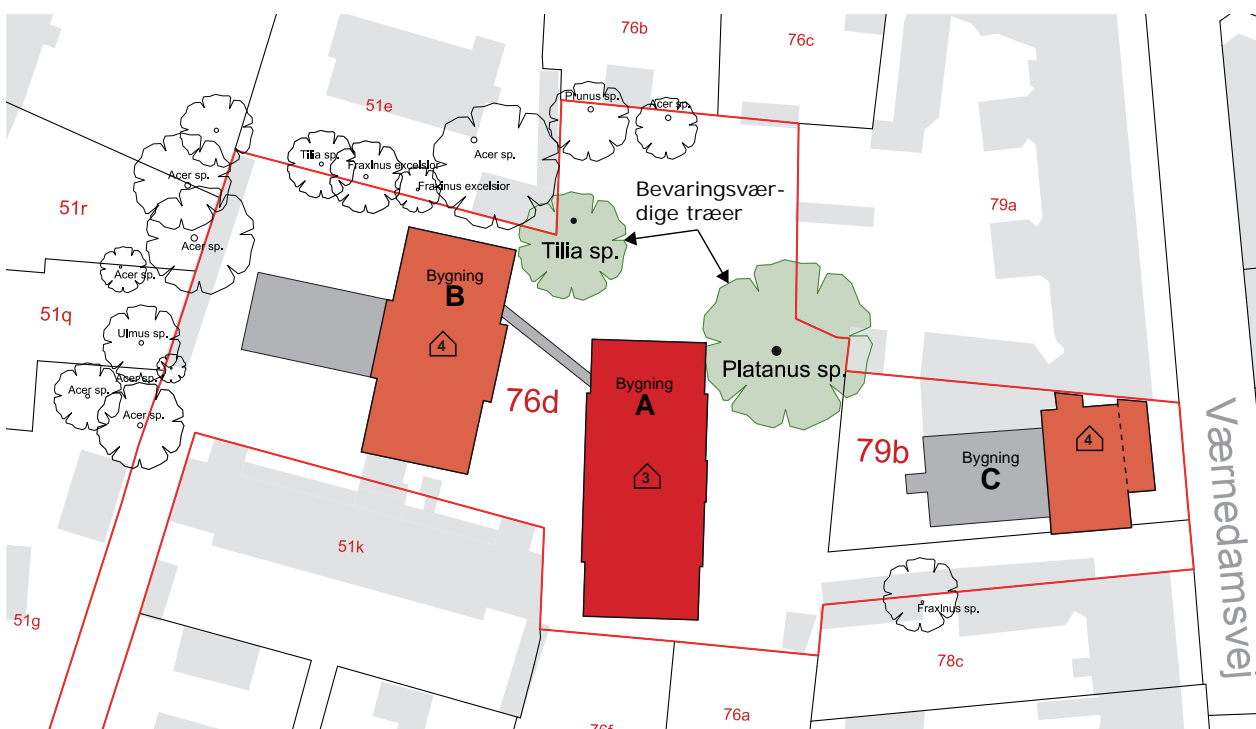 76b
76c
51e
Prunus sp.
Acer sp.
Tilia sp.
Fraxinus excelsior
Fraxinus excelsior
Acer sp.
Acer sp.
Bevaringsvær-
dige træer
51r
79a
Acer sp.
Tilia sp.
Acer sp.
Bygning
B
4
51q
Ulmus sp.
Platanus sp.
Acer sp.
Acer sp.
Acer sp.
76d
Bygning
A
3
79b
Bygning
C
4
Værnedamsvej
51k
51g
Fraxinus sp.
78c
76a
76f